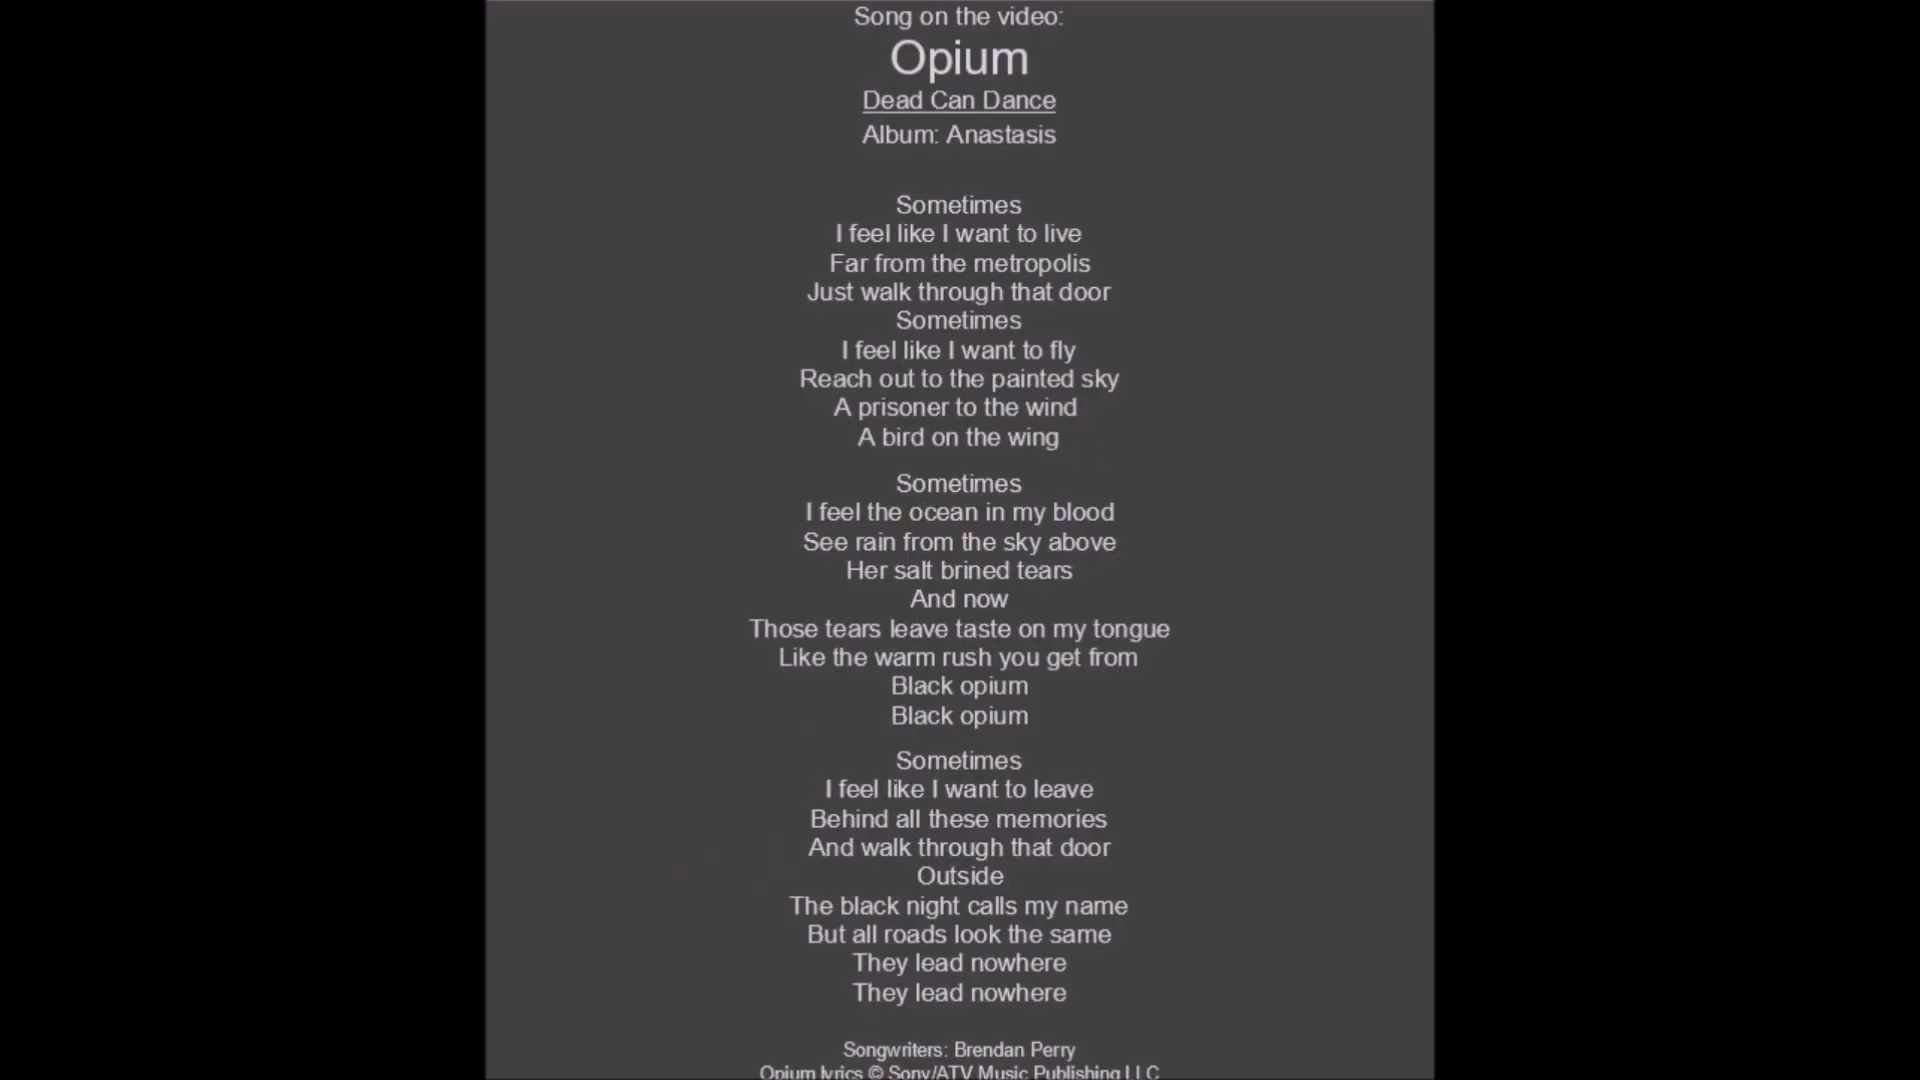 Song on the video:
Opium
Dead Can Dance
Album: Anastasis
Sometimes
I feel like I want to live
Far from the metropolis
Just walk through that door
Sometimes
I feel like I want to fly
Reach out to the painted sky
A prisoner to the wind
A bird on the wing
Sometimes
I feel the ocean in my blood
See rain from the sky above
Her salt brined tears
And now
Those tears leave taste on my tongue
Like the warm rush you get from
Black opium
Black opium
Sometimes
I feel like I want to leave
Behind all these memories
And walk through that door
Outside
The black night calls my name
But all roads look the same
They lead nowhere
They lead nowhere
Songwriters: Brendan Perry
Opium lyrics © Sony/ATV Music Publishing LLC